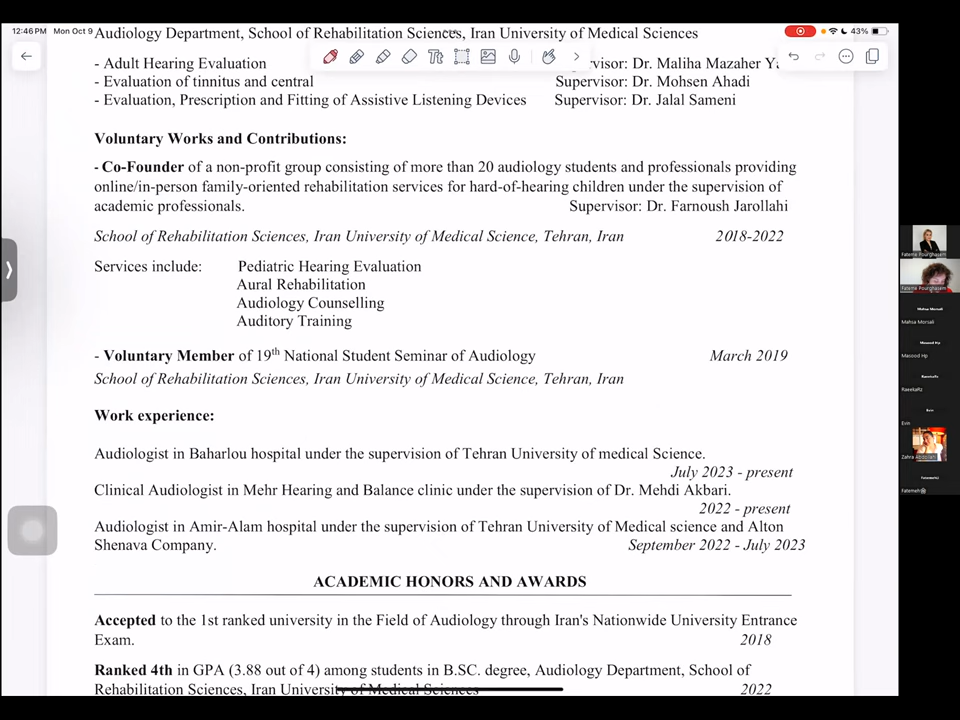 12:46 PM Mon Oct 9
43%
Audiology Department, School of Rehabilitation Sciences, Iran University of Medical Sciences
- Adult Hearing Evaluation Supervisor: Dr. Maliha Mazaher
- Evaluation of tinnitus and central Supervisor: Dr. Mohsen Ahadi
- Evaluation, Prescription and Fitting of Assistive Listening Devices Supervisor: Dr. Jalal Sameni
Voluntary Works and Contributions:
- Co-Founder of a non-profit group consisting of more than 20 audiology students and professionals providing
online/in-person family-oriented rehabilitation services for hard-of-hearing children under the supervision of
academic professionals. Supervisor: Dr. Farnoush Jarollahi
School of Rehabilitation Sciences, Iran University of Medical Science, Tehran, Iran 2018-2022
Services include: Pediatric Hearing Evaluation
Aural Rehabilitation
Audiology Counselling
Auditory Training
- Voluntary Member of 19th National Student Seminar of Audiology March 2019
School of Rehabilitation Sciences, Iran University of Medical Science, Tehran, Iran
Work experience:
Audiologist in Baharlou hospital under the supervision of Tehran University of medical Science.
July 2023 - present
Clinical Audiologist in Mehr Hearing and Balance clinic under the supervision of Dr. Mehdi Akbari.
2022 - present
Audiologist in Amir-Alam hospital under the supervision of Tehran University of Medical science and Alton
Shenava Company. September 2022 - July 2023
ACADEMIC HONORS AND AWARDS
Accepted to the 1st ranked university in the Field of Audiology through Iran's Nationwide University Entrance
Exam. 2018
Ranked 4th in GPA (3.88 out of 4) among students in B.SC. degree, Audiology Department, School of
Rehabilitation Sciences, Iran University of Medical Sciences 2022
Fateme Pourghasem
Fateme Pourghasem
Mahsa Morsali
Mahsa Morsali
Masood Hp
Masood Hp
RaeekaRz
RaeekaRz
Evin
Evin
Zahra Abdollahi